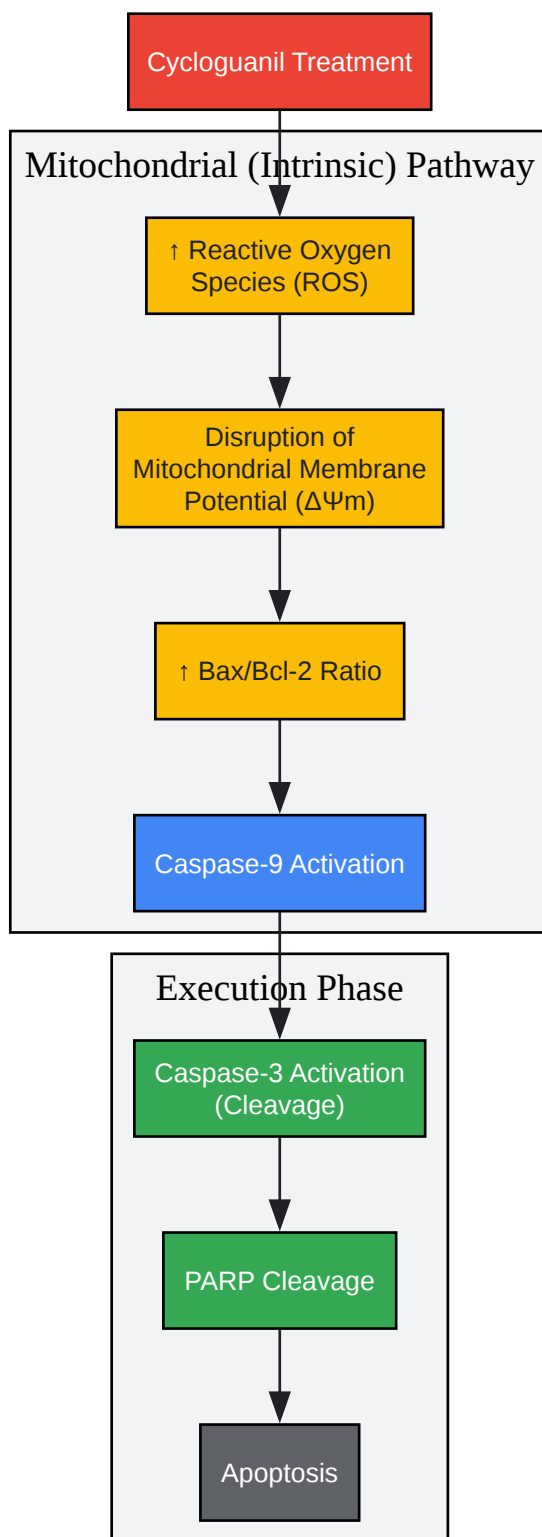 Cycloguanil Treatment
Mitochondrial (Intrinsic) Pathway
↑ Reactive Oxygen
Species (ROS)
Disruption of
Mitochondrial Membrane
Potential (ΔΨm)
↑ Bax/Bcl-2 Ratio
Caspase-9 Activation
Execution Phase
Caspase-3 Activation
(Cleavage)
PARP Cleavage
Apoptosis